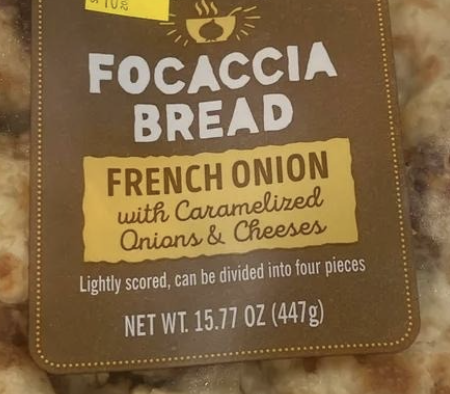 FOCACCIA
BREAD
FRENCH ONION
with Caramelized
Onions & Cheeses
Lightly scored, can be divided into four pieces
NET WT. 15.77 OZ (447g)